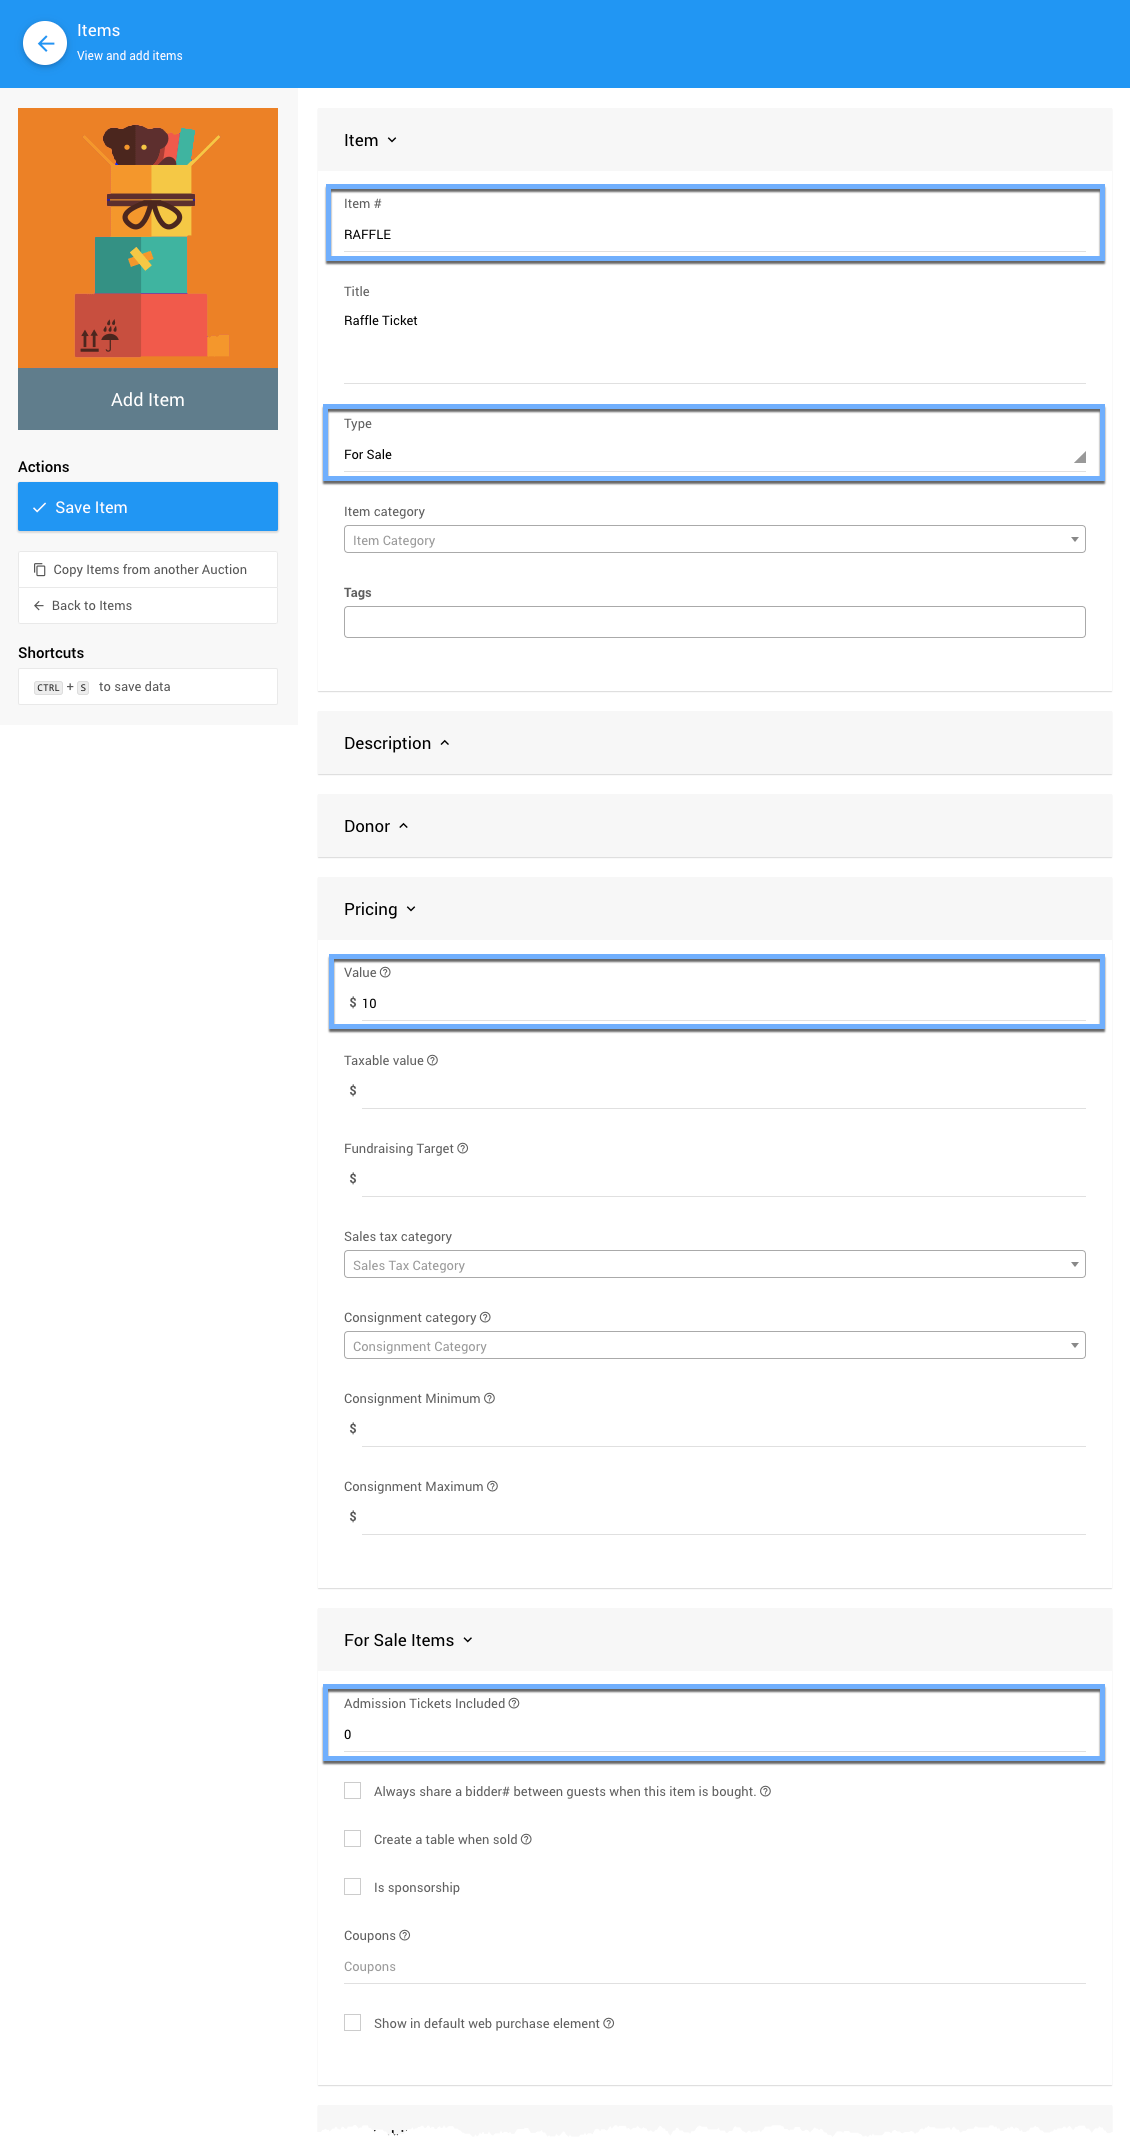 Items
View and add items
Add Item
Actions
Save Item
Copy Items from another Auction
Back to Items
Shortcuts
CTRL + S to save data
Item
Item #
RAFFLE
Title
Raffle Ticket
Type
For Sale
Item category
Item Category
Tags
Description
Donor
Pricing
Value
$ 10
Taxable value
$
Fundraising Target
$
Sales tax category
Sales Tax Category
Consignment category
Consignment Category
Consignment Minimum
$
Consignment Maximum
$
For Sale Items
Admission Tickets Included
0
Always share a bidder# between guests when this item is bought.
Create a table when sold
Is sponsorship
Coupons
Coupons
Show in default web purchase element